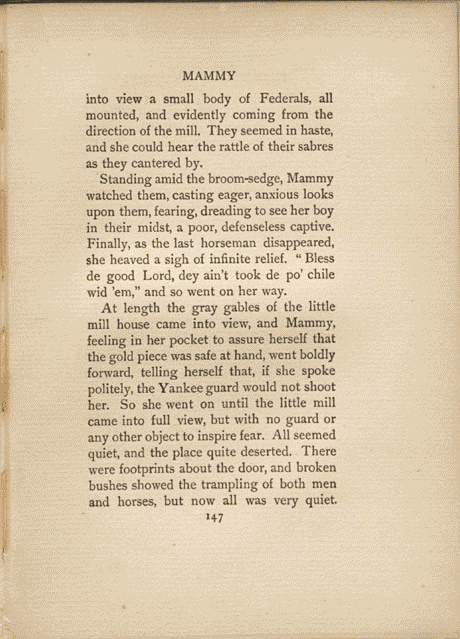 MAMMY
into view a small body of Federals, all
mounted, and evidently coming from the
direction of the mill. They seemed in haste,
and she could hear the rattle of their sabres
as they cantered by.
Standing amid the broom-sedge, Mammy
watched them, casting eager, anxious looks
upon them, fearing, dreading to see her boy
in their midst, a poor, defenseless captive.
Finally, as the last horseman disappeared,
she heaved a sigh of infinite relief. “ Bless
de good Lord, dey ain't took de po' chile
wid 'em,” and so went on her way.
At length the gray gables of the little
mill house came into view, and Mammy,
feeling in her pocket to assure herself that
the gold piece was safe at hand, went boldly
forward, telling herself that, if she spoke
politely, the Yankee guard would not shoot
her. So she went on until the little mill
came into full view, but with no guard or
any other object to inspire fear. All seemed
quiet, and the place quite deserted. There
were footprints about the door, and broken
bushes showed the trampling of both men
and horses, but now all was very quiet.
147